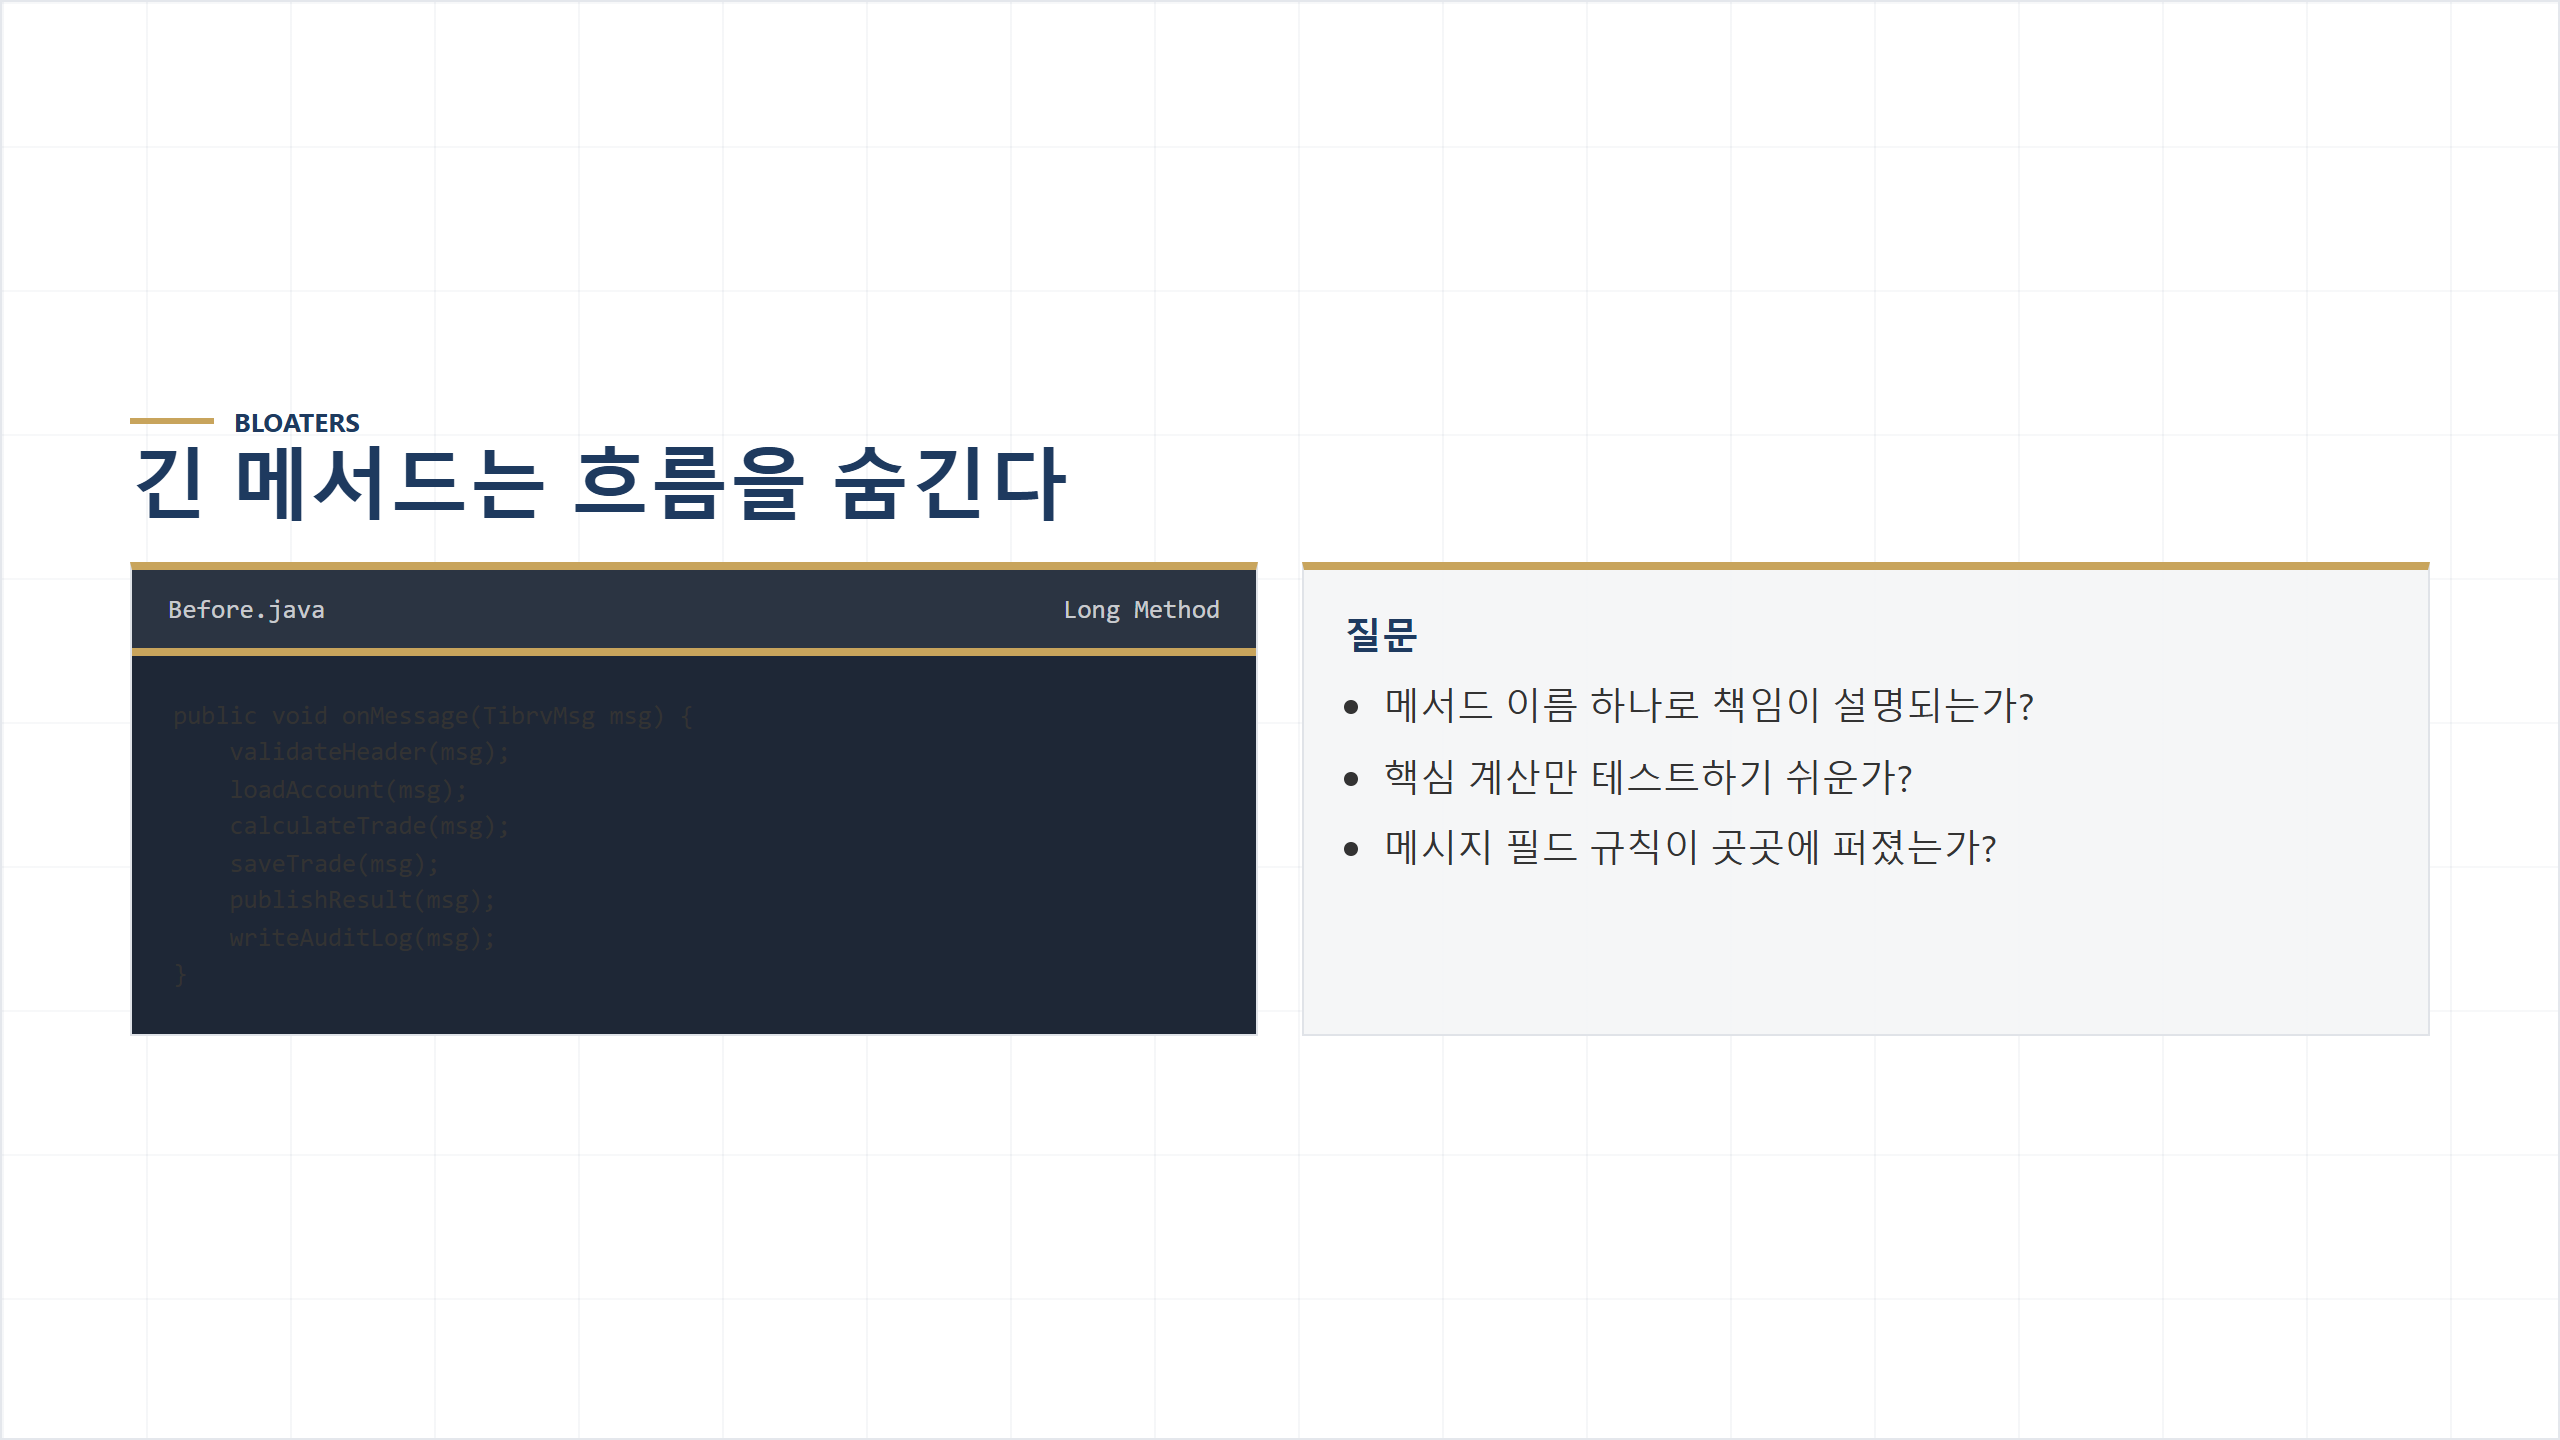 BLOATERS
긴 메서드는 흐름을 숨긴다
Before.java
Long Method
public void onMessage(TibrvMsg msg) {
    validateHeader(msg);
    loadAccount(msg);
    calculateTrade(msg);
    saveTrade(msg);
    publishResult(msg);
    writeAuditLog(msg);
}
질문
• 메서드 이름 하나로 책임이 설명되는가?
• 핵심 계산만 테스트하기 쉬운가?
• 메시지 필드 규칙이 곳곳에 퍼졌는가?